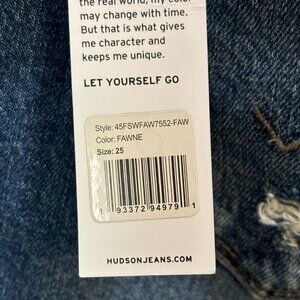 the real world, my color
may change with time.
But that is what gives
me character and
keeps me unique.
LET YOURSELF GO
Style: 45FSWFAW7552-FAW
Color: FAWNE
Size: 25
1 93372 94979 1
HUDSONJEANS.COM